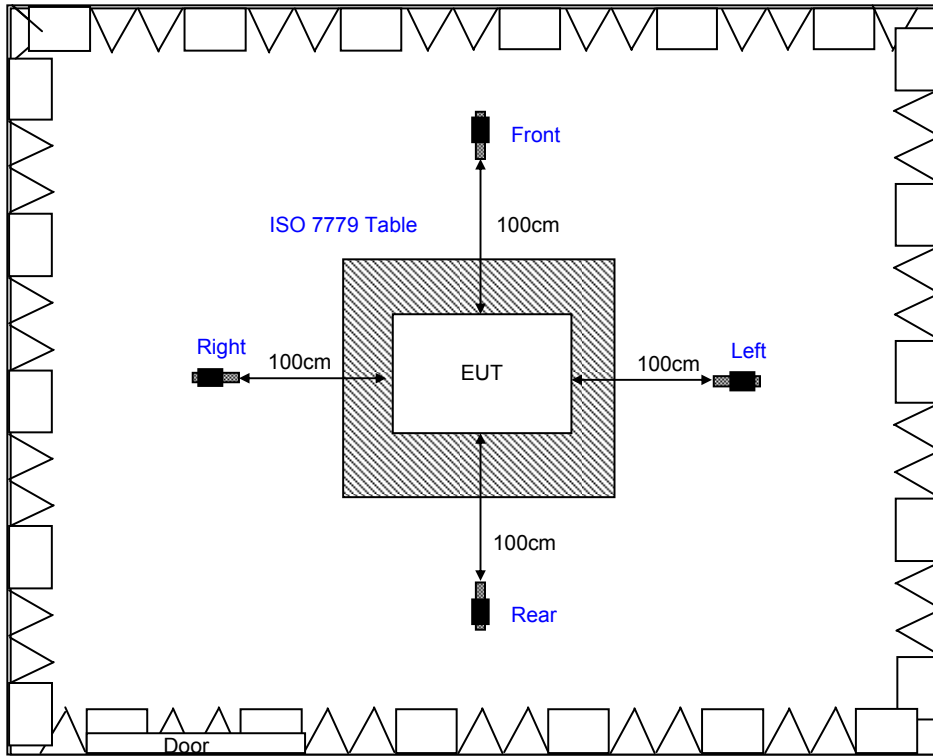 Front
ISO 7779 Table
100cm
Right
100cm
EUT
100cm
Left
100cm
Rear
Door